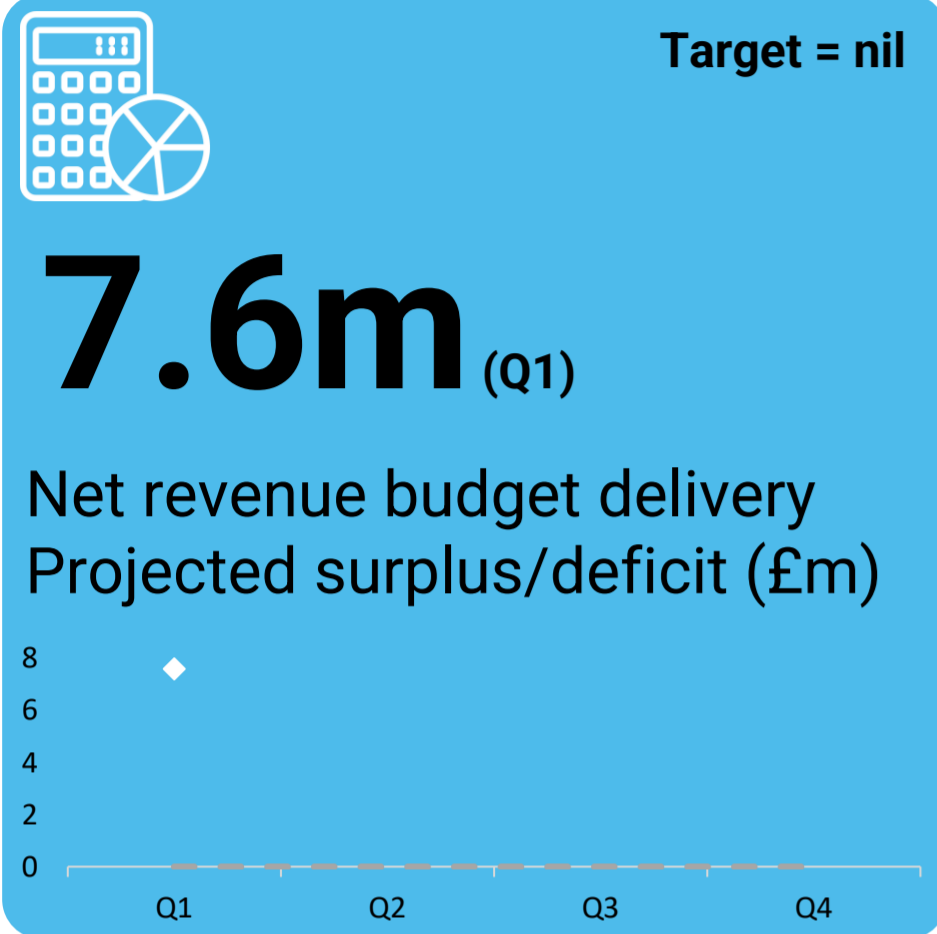 Target = nil
7.6m (Q1)
Net revenue budget delivery
Projected surplus/deficit (£m)
8
6
4
2
0
Q1 Q2 Q3 Q4